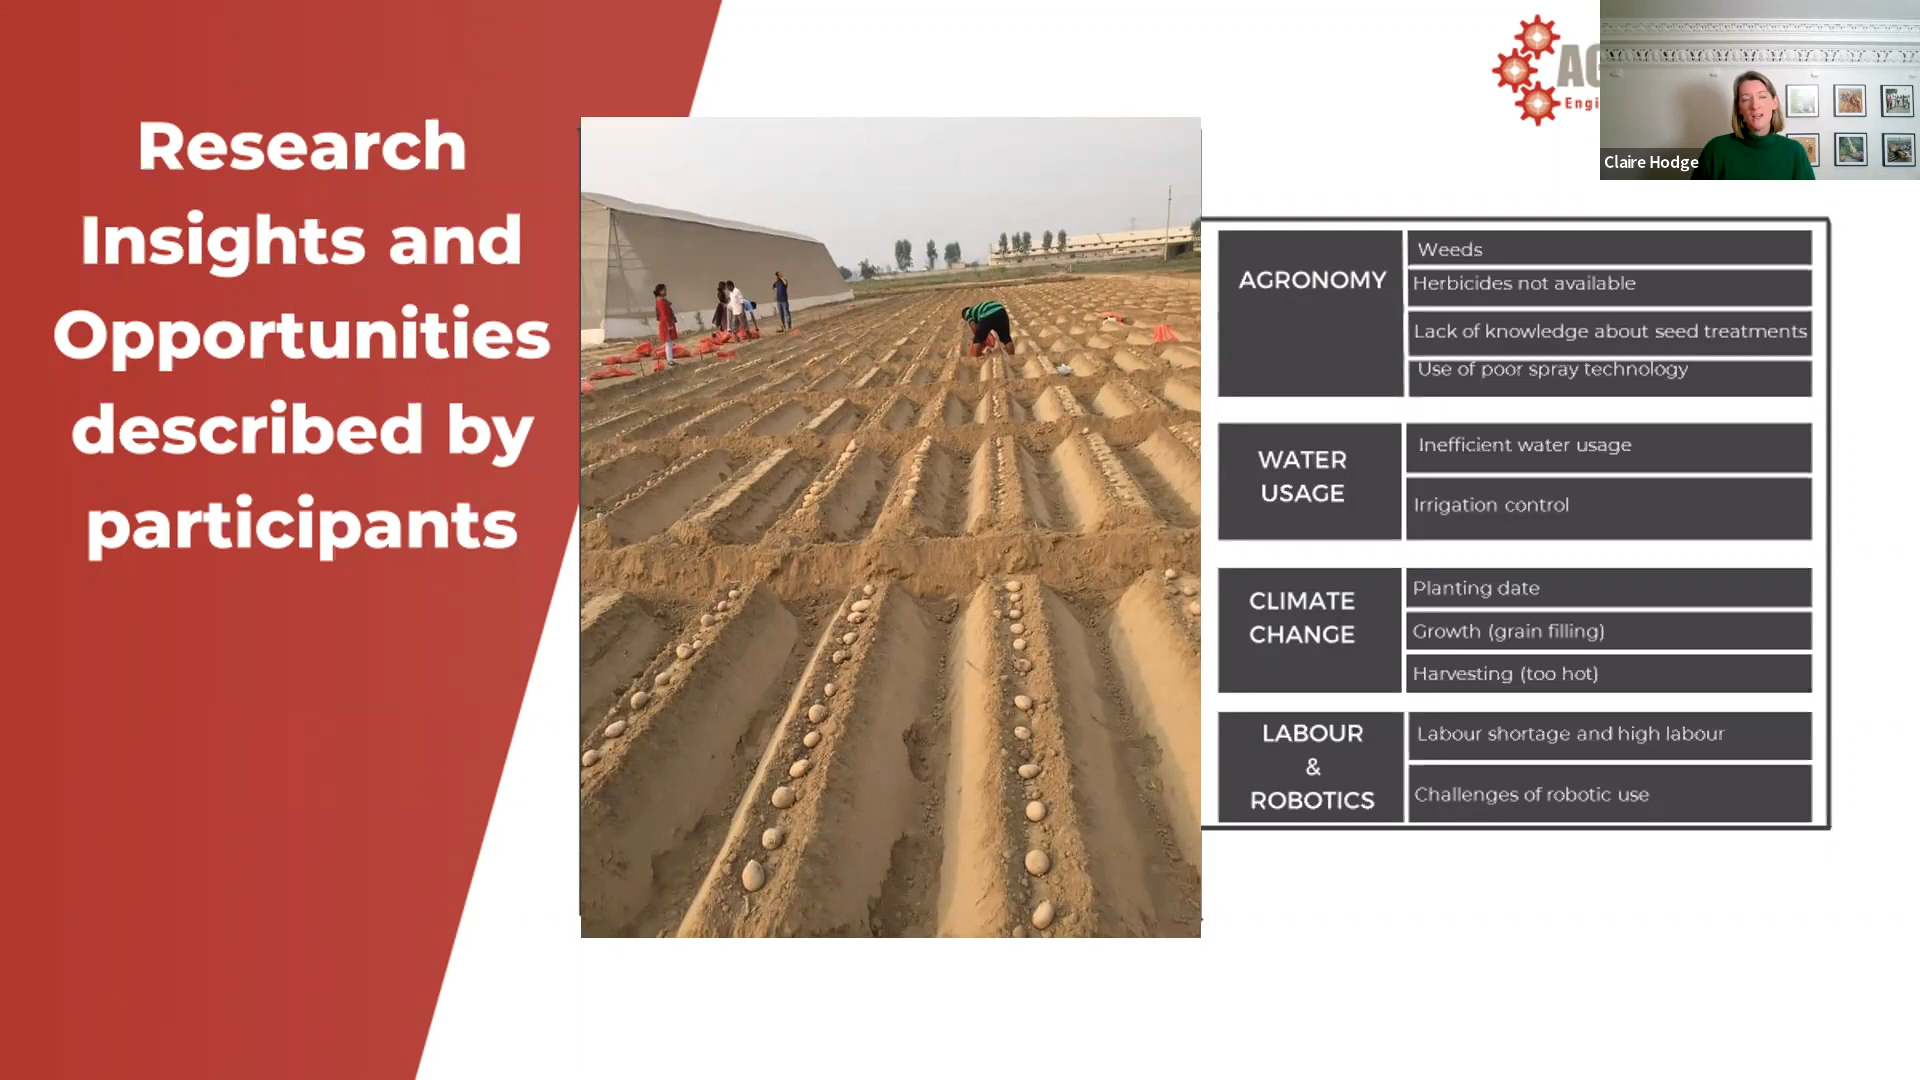 Research
Insights and
Opportunities
described by
participants
Claire Hodge
AGRONOMY
Weeds
Herbicides not available
Lack of knowledge about seed treatments
Use of poor spray technology
WATER
USAGE
Inefficient water usage
Irrigation control
CLIMATE
CHANGE
Planting date
Growth (grain filling)
Harvesting (too hot)
LABOUR
&
ROBOTICS
Labour shortage and high labour
Challenges of robotic use